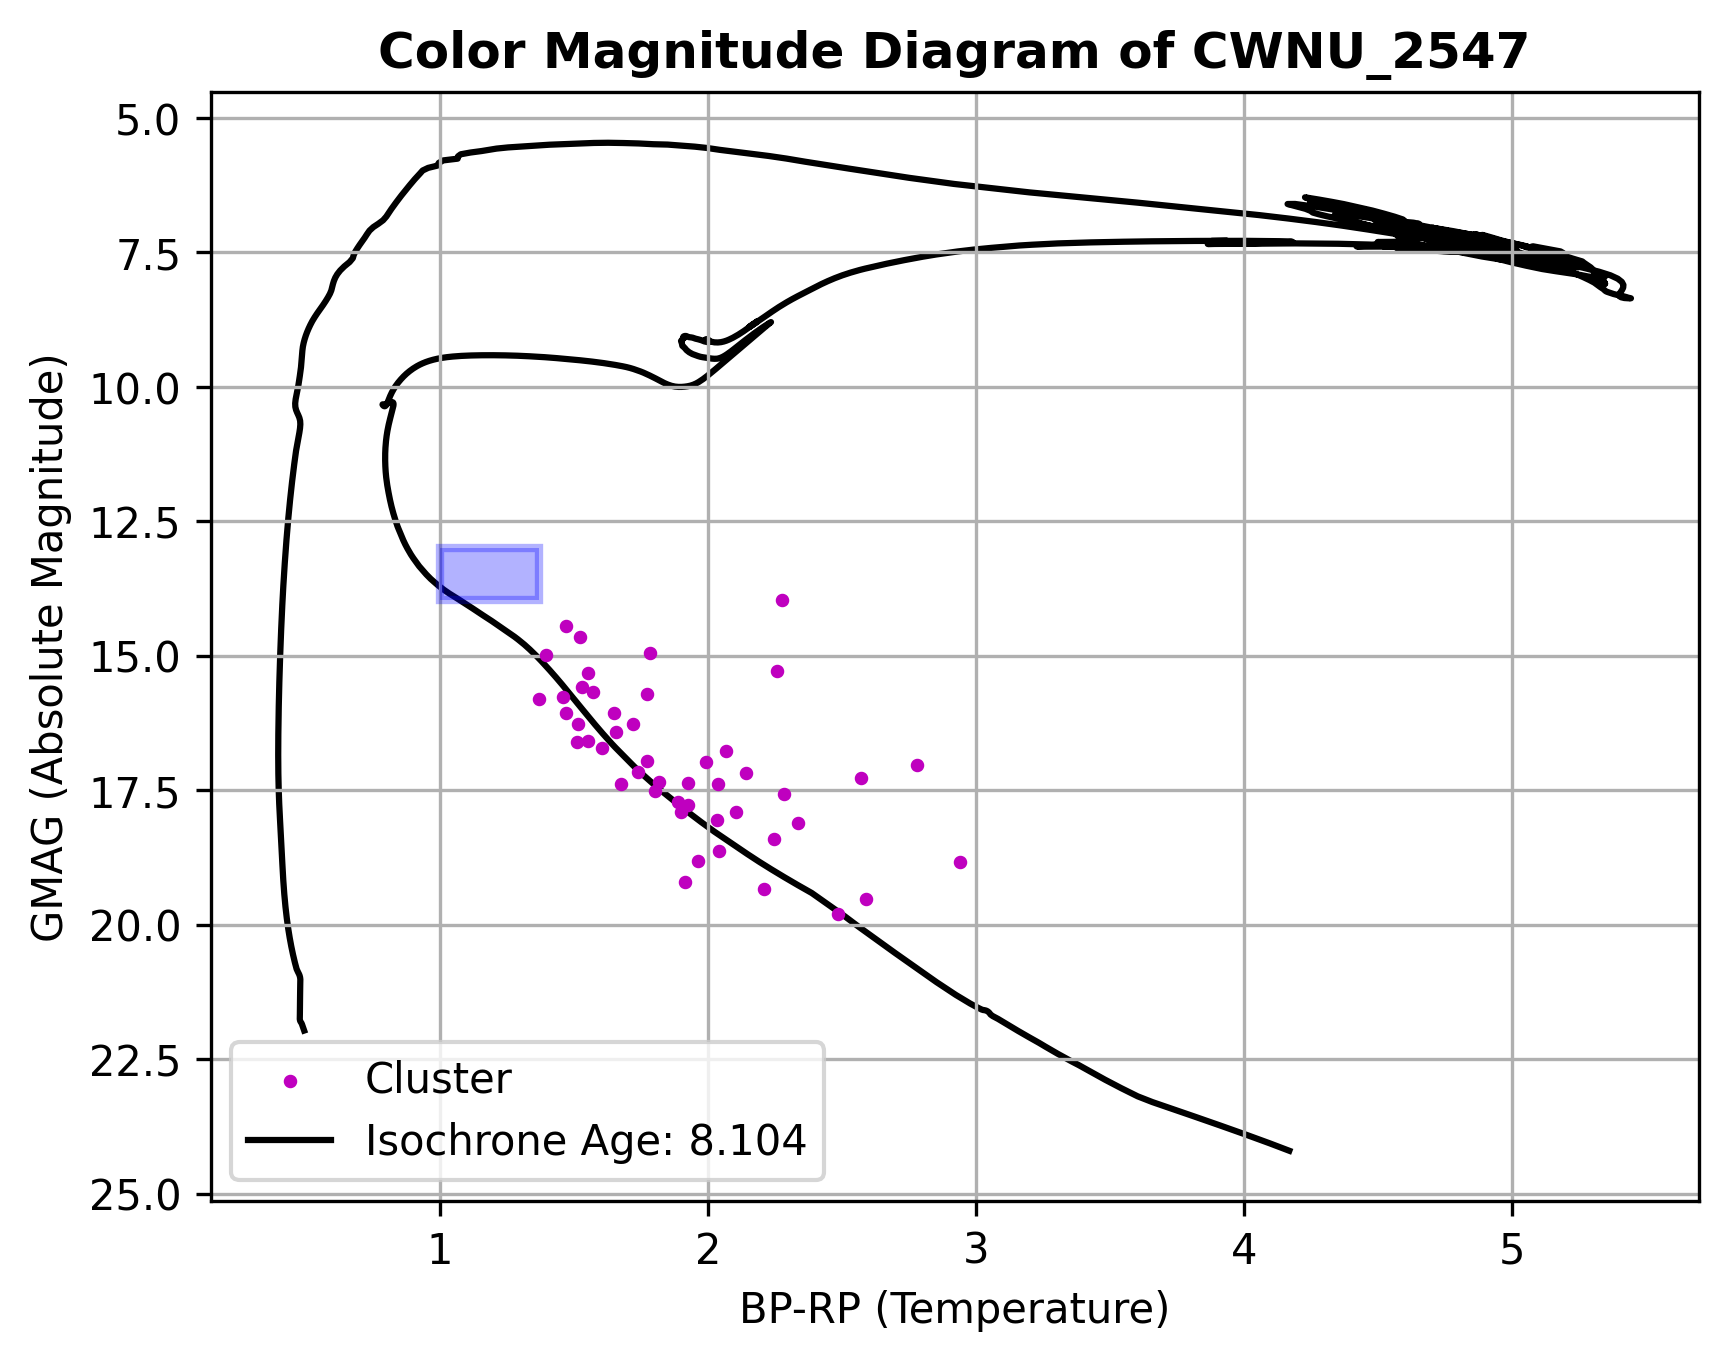 Color Magnitude Diagram of CWNU_2547
GMAG (Absolute Magnitude)
5.0
7.5
10.0
12.5
15.0
17.5
20.0
22.5
25.0
Cluster
Isochrone Age: 8.104
1 2 3 4 5
BP-RP (Temperature)